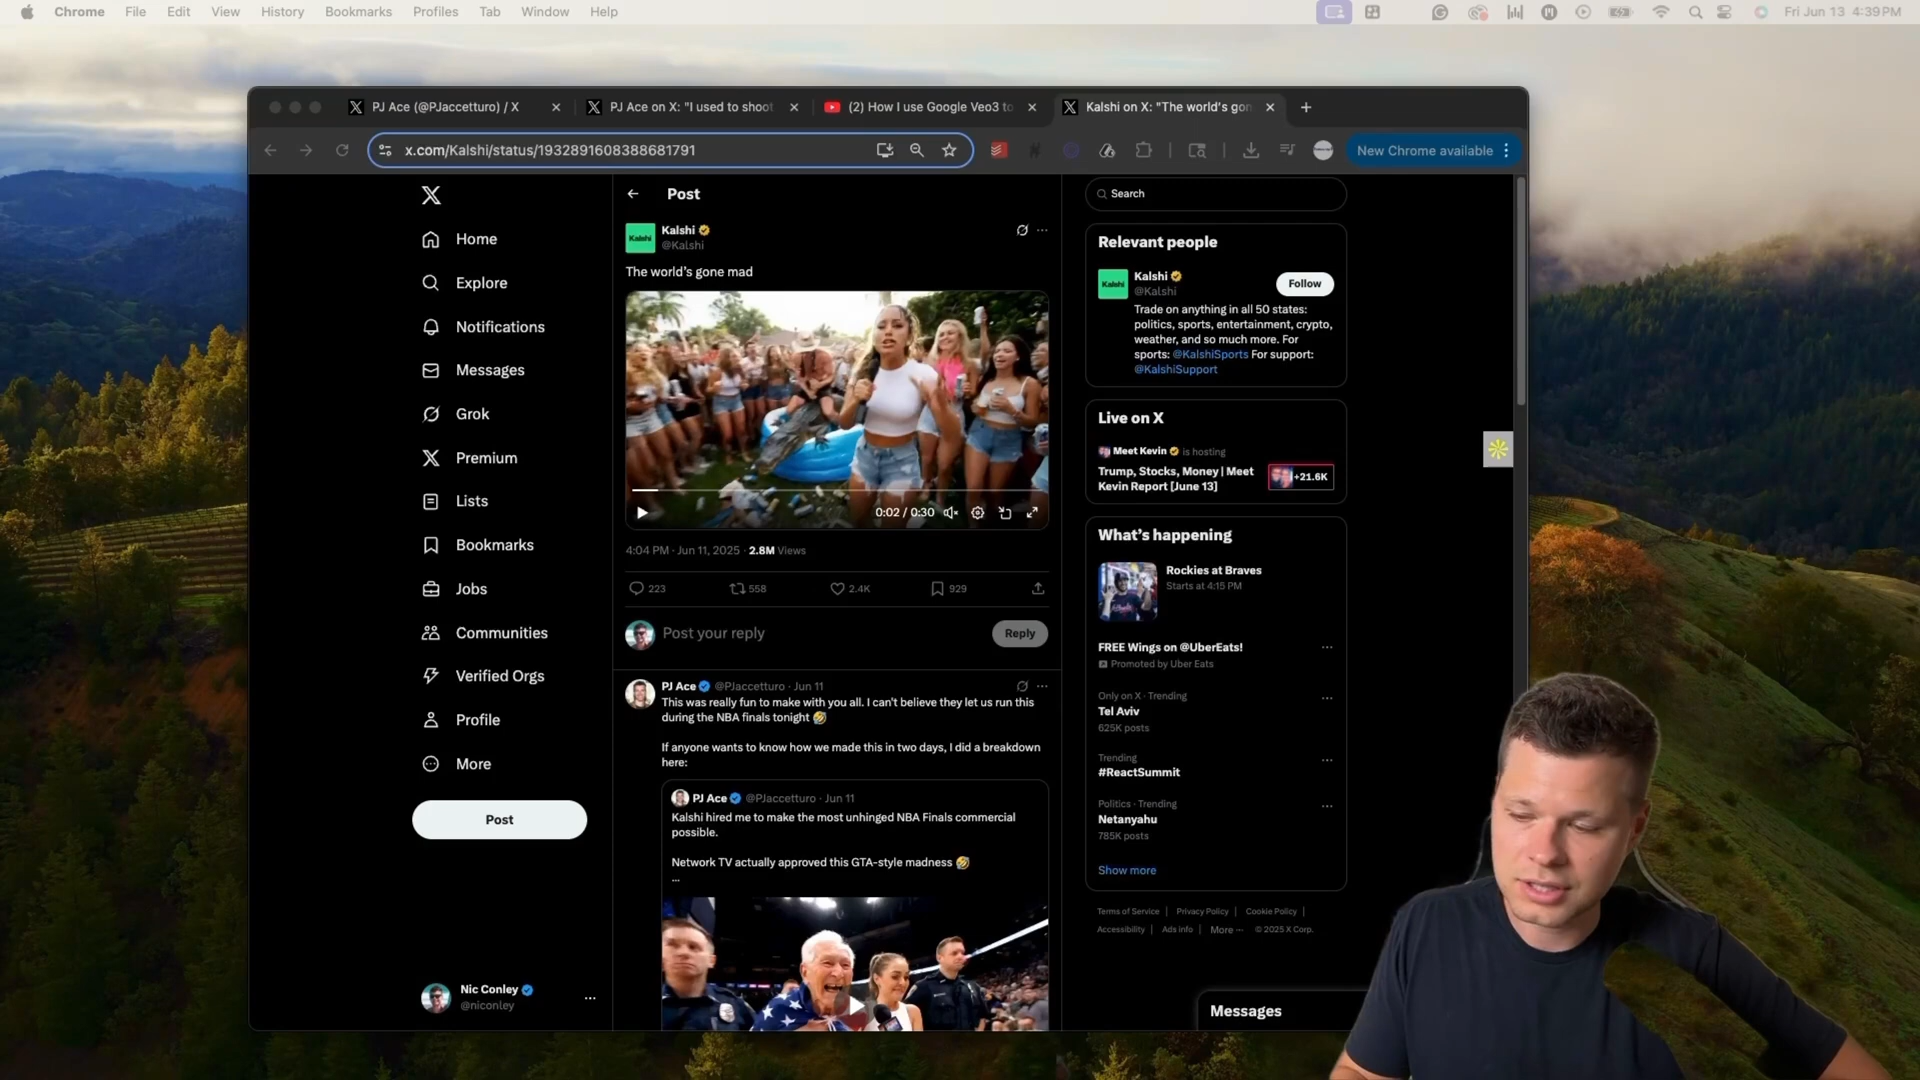 Chrome File Edit View History Bookmarks Profiles Tab Window Help
Fri Jun 13 4:39 PM
PJ Ace (@PJaccetturo) / X
PJ Ace on X: "I used to shoot
(2) How I use Google Veo3 to
Kalshi on X: "The world's gon
x.com/Kalshi/status/1932891608388681791
New Chrome available
Home
Explore
Notifications
Messages
Grok
Premium
Lists
Bookmarks
Jobs
Communities
Verified Orgs
Profile
More
Post
Nic Conley
@niconley
Post
Kalshi
Kalshi
@Kalshi
The world's gone mad
0:02 / 0:30
4:04 PM · Jun 11, 2025 · 2.8M Views
223 558 2.4K 929
Post your reply
Reply
PJ Ace @PJaccetturo · Jun 11
This was really fun to make with you all. I can't believe they let us run this
during the NBA finals tonight 🤣
If anyone wants to know how we made this in two days, I did a breakdown
here:
PJ Ace @PJaccetturo · Jun 11
Kalshi hired me to make the most unhinged NBA Finals commercial
possible.
Network TV actually approved this GTA-style madness 🤣
...
Search
Relevant people
Kalshi
Kalshi
@Kalshi
Follow
Trade on anything in all 50 states:
politics, sports, entertainment, crypto,
weather, and so much more. For
sports: @KalshiSports For support:
@KalshiSupport
Live on X
Meet Kevin is hosting
Trump, Stocks, Money | Meet
Kevin Report [June 13]
+21.6K
What's happening
Rockies at Braves
Starts at 4:15 PM
FREE Wings on @UberEats!
Promoted by Uber Eats
Only on X · Trending
Tel Aviv
625K posts
Trending
#ReactSummit
Politics · Trending
Netanyahu
785K posts
Show more
Terms of Service | Privacy Policy | Cookie Policy |
Accessibility | Ads info | More ... © 2025 X Corp.
Messages